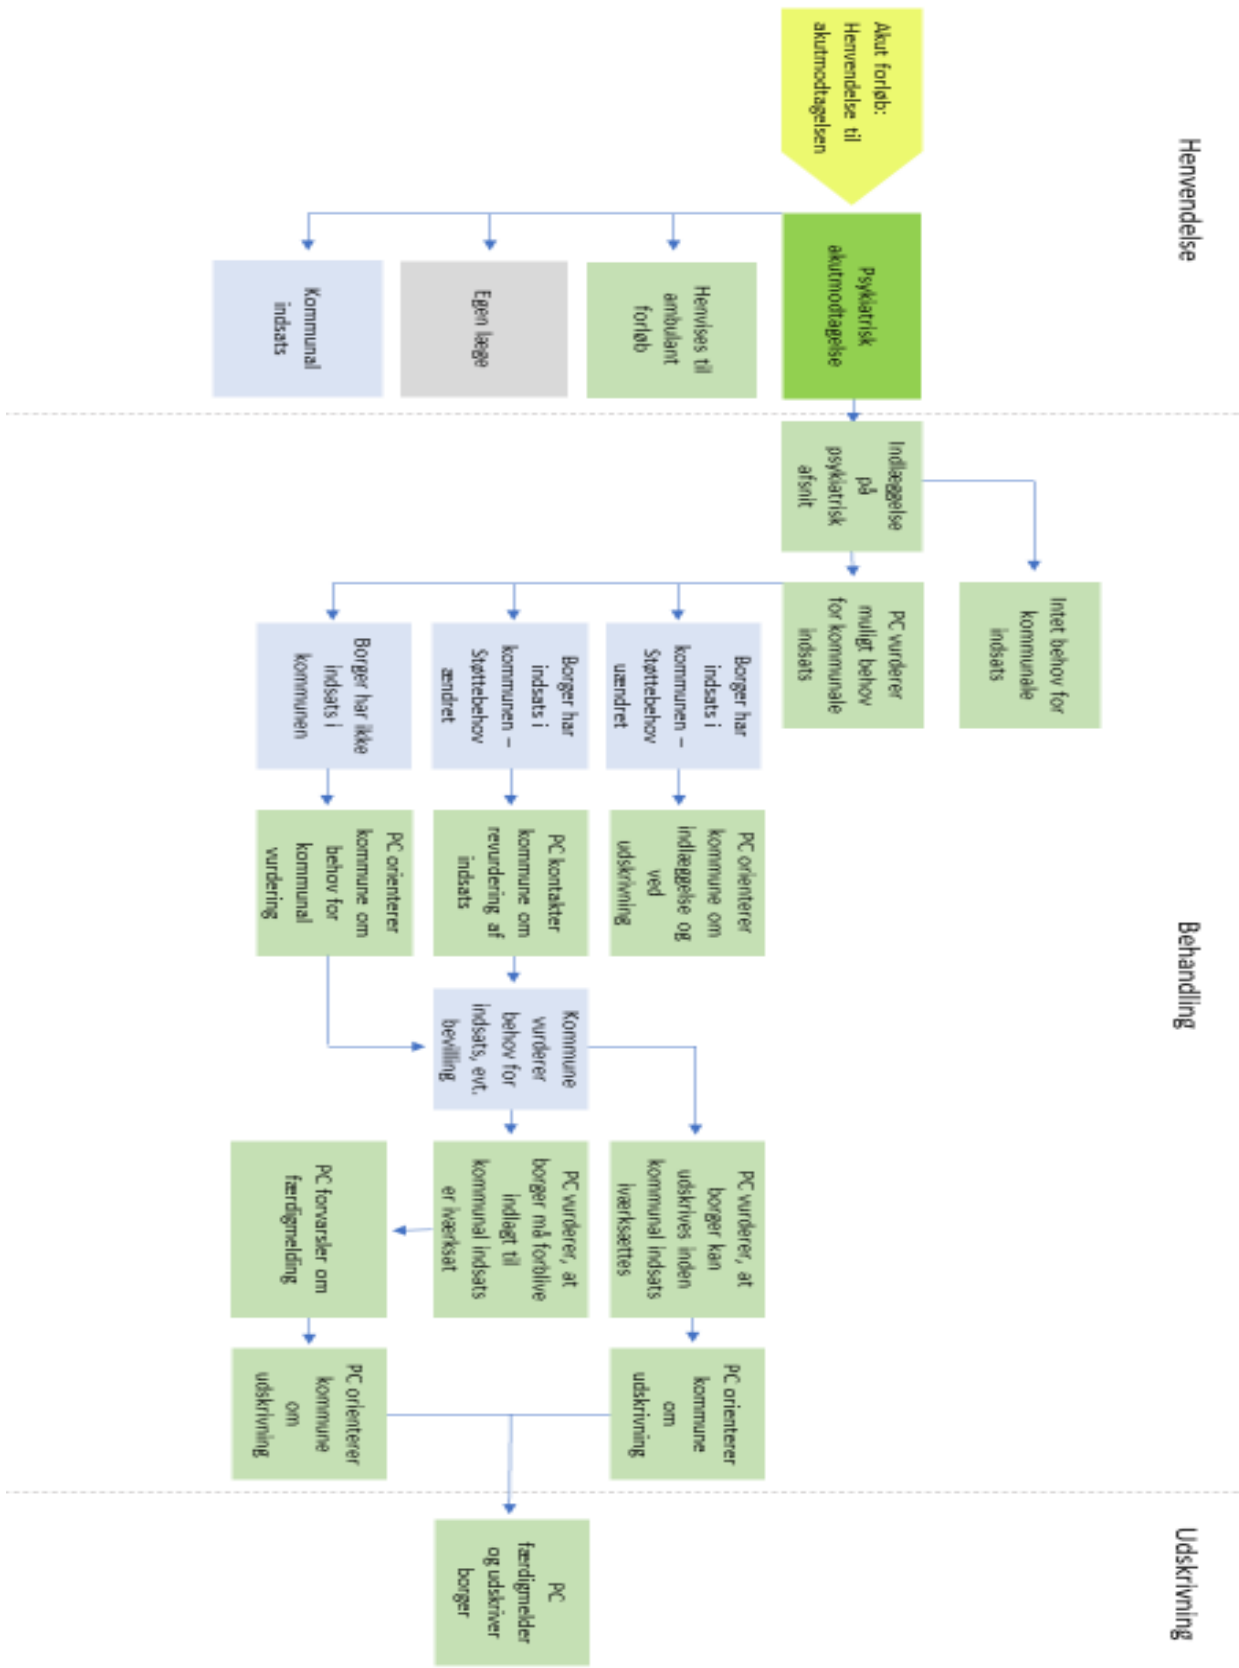 Henvendelse
Behandling
Udskrivning
Akut forløb:
Henvendelse til
akutmodtagelsen
Psykiatrisk
akutmodtagelse
Henvises til
ambulant
forløb
Egen læge
Kommunal
indsats
Indlæggelse
på
psykiatrisk
afsnit
Intet behov for
kommunale
indsats
PC vurderer
muligt behov
for kommunale
indsats
Borger har
indsats i
kommunen –
Støttebehov
uændret
Borger har
indsats i
kommunen –
Støttebehov
ændret
Borger har ikke
indsats i
kommunen
PC orienterer
kommune om
indlæggelse og
ved
udskrivning
PC kontakter
kommune om
revurdering af
indsats
PC orienterer
kommune om
behov for
kommunal
vurdering
Kommune
vurderer
behov for
indsats, evt.
bevilling
PC vurderer, at
borger kan
udskrives inden
kommunal indsats
iværksættes
PC vurderer, at
borger må forblive
indlagt til
kommunal indsats
er iværksat
PC forvarsler om
færdigmelding
PC orienterer
kommune
om
udskrivning
PC orienterer
kommune
om
udskrivning
PC
færdigmelder
og udskriver
borger